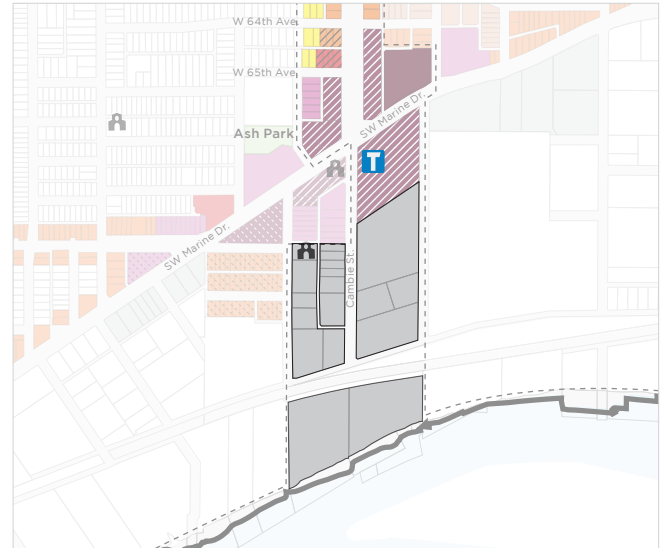 W 64th Ave
W 65th Ave
SW Marine Dr.
Ash Park
T
SW Marine Dr.
Cambie St.